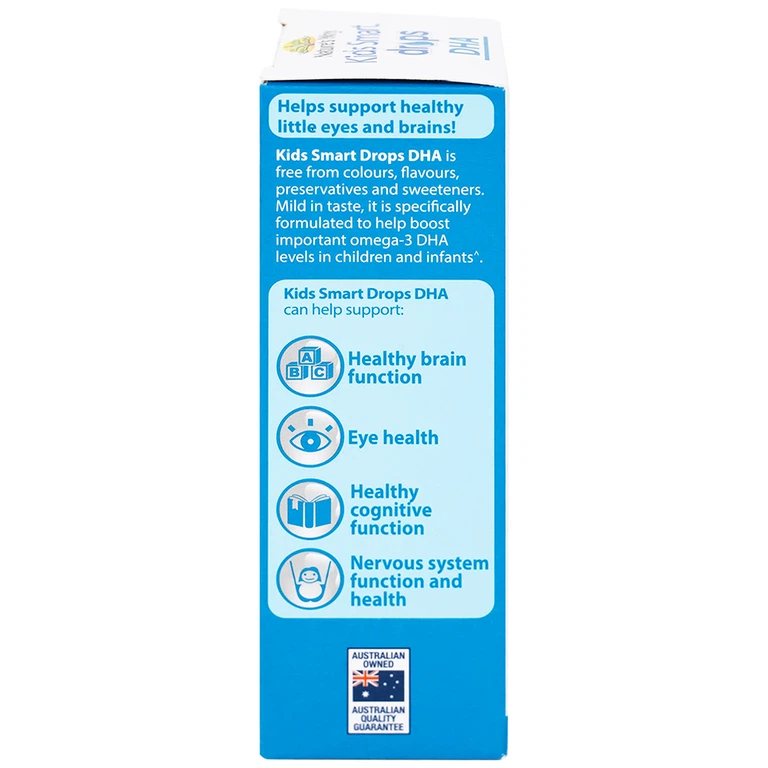 Nature's Way
Kids Smart
drops
DHA
Helps support healthy
little eyes and brains!
Kids Smart Drops DHA is
free from colours, flavours,
preservatives and sweeteners.
Mild in taste, it is specifically
formulated to help boost
important omega-3 DHA
levels in children and infants^.
Kids Smart Drops DHA
can help support:
A
B C
Healthy brain
function
Eye health
Healthy
cognitive
function
Nervous system
function and
health
AUSTRALIAN
OWNED
AUSTRALIAN
QUALITY
GUARANTEE